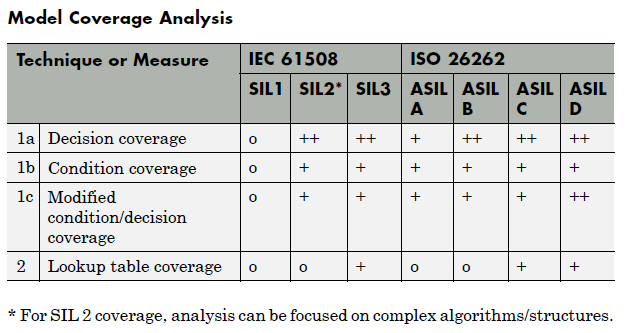 Model Coverage Analysis
Technique or Measure IEC 61508 ISO 26262
SIL1 SIL2* SIL3 ASIL A ASIL B ASIL C ASIL D
1a Decision coverage o ++ ++ + ++ ++ ++
1b Condition coverage o + + + + + +
1c Modified condition/decision coverage o + + + + + ++
2 Lookup table coverage o o + o o + +
* For SIL 2 coverage, analysis can be focused on complex algorithms/structures.